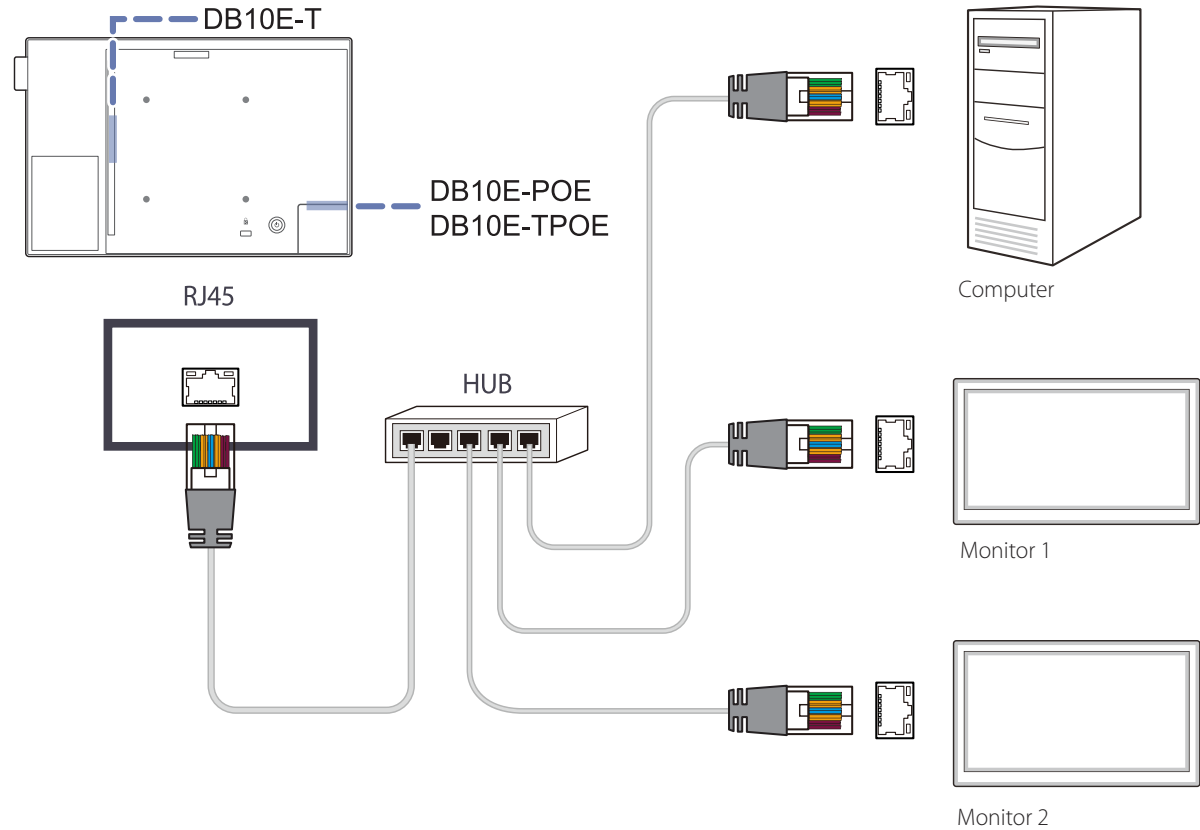 DB10E-T
DB10E-POE
DB10E-TPOE
Computer
RJ45
HUB
Monitor 1
Monitor 2